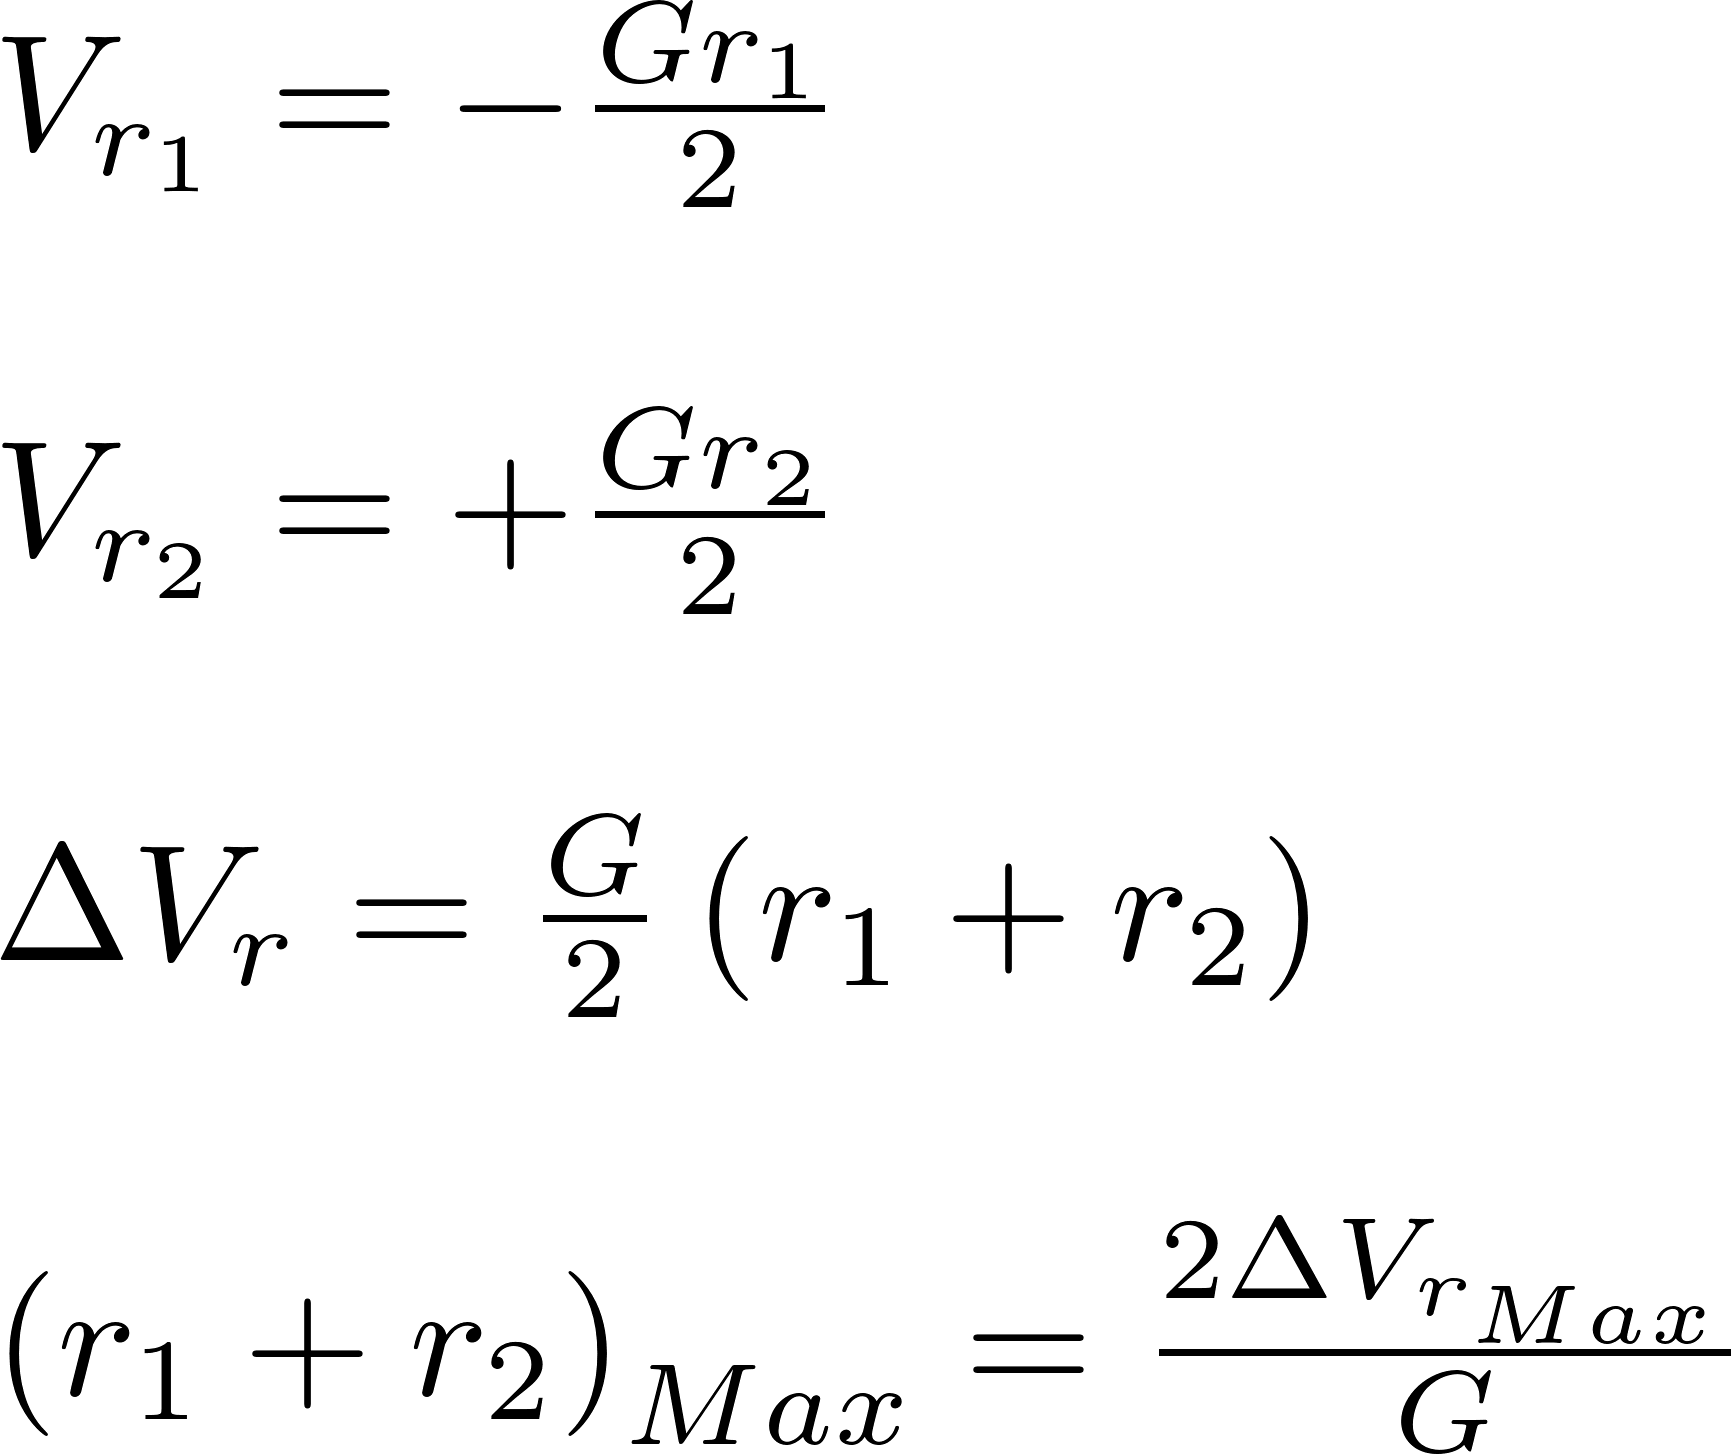 $V_{r_1} = -\frac{Gr_1}{2}$
$V_{r_2} = +\frac{Gr_2}{2}$
$\Delta V_r = \frac{G}{2}(r_1 + r_2)$
$(r_1 + r_2)_{Max} = \frac{2\Delta V_{r_{Max}}}{G}$